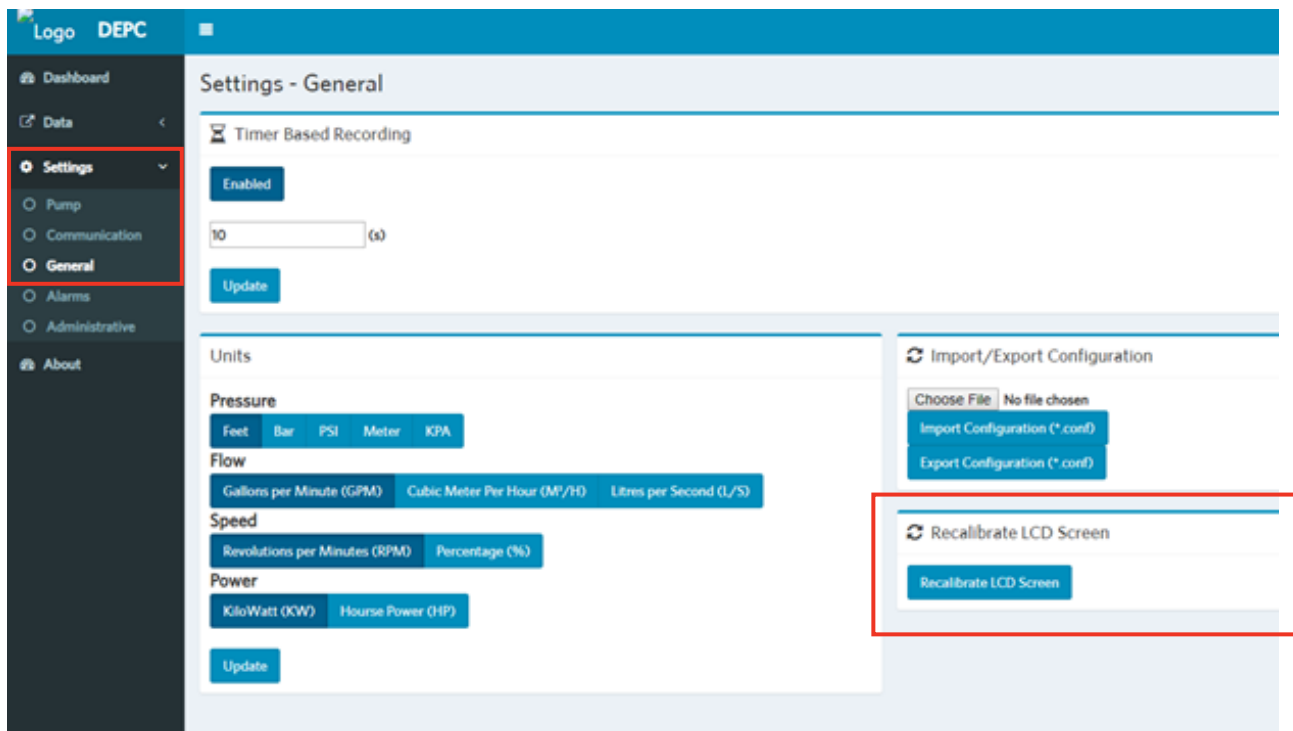 Logo DEPC
Dashboard
Data
Settings
Pump
Communication
General
Alarms
Administrative
About
Settings - General
Timer Based Recording
Enabled
10 (s)
Update
Units
Pressure
Feet Bar PSI Meter KPA
Flow
Gallons per Minute (GPM) Cubic Meter Per Hour (M³/H) Litres per Second (L/S)
Speed
Revolutions per Minutes (RPM) Percentage (%)
Power
KiloWatt (KW) Hourse Power (HP)
Update
Import/Export Configuration
Choose File No file chosen
Import Configuration (*.conf)
Export Configuration (*.conf)
Recalibrate LCD Screen
Recalibrate LCD Screen